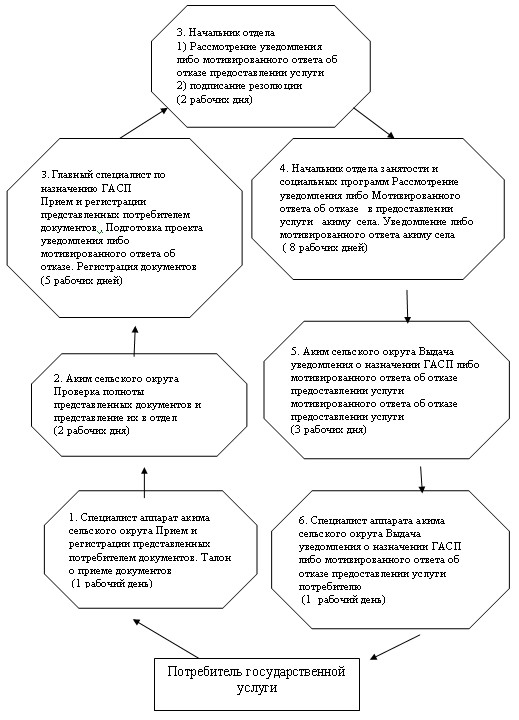 3. Начальник отдела
1) Рассмотрение уведомления
либо мотивированного ответа об
отказе предоставлении услуги
2) подписание резолюции
(2 рабочих дня)
3. Главный специалист по
назначению ГАСП
Прием и регистрации
представленных потребителем
документов,. Подготовка проекта
уведомления либо
мотивированного ответа об
отказе. Регистрация документов
(5 рабочих дней)
4. Начальник отдела занятости и
социальных программ Рассмотрение
уведомления либо Мотивированного
ответа об отказе в предоставлении
услуги акиму села. Уведомление либо
мотивированного ответа акиму села
( 8 рабочих дней)
2. Аким сельского округа
Проверка полноты
представленных документов и
представление их в отдел
(2 рабочих дня)
5. Аким сельского округа Выдача
уведомления о назначении ГАСП либо
мотивированного ответа об отказе
предоставлении услуги
мотивированного ответа об отказе
предоставлении услуги
(3 рабочих дня)
1. Специалист аппарат акима
сельского округа Прием и
регистрации представленных
потребителем документов. Талон
о приеме документов
(1 рабочий день)
6. Специалист аппарата акима
сельского округа Выдача
уведомления о назначении ГАСП
либо мотивированного ответа об
отказе предоставлении услуги
потребителю
(1 рабочий день)
Потребитель государственной
услуги